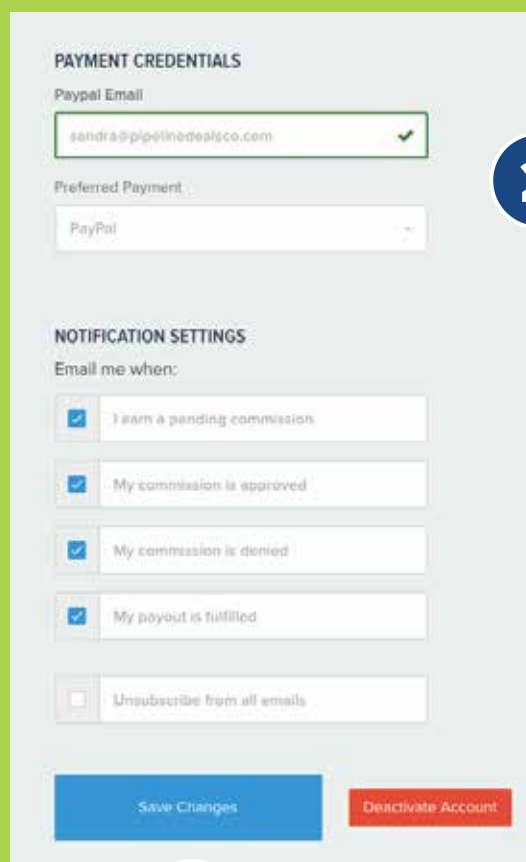 PAYMENT CREDENTIALS
Paypal Email
sandra@pipelinedealsco.com
Preferred Payment
PayPal
NOTIFICATION SETTINGS
Email me when:
I earn a pending commission
My commission is approved
My commission is denied
My payout is fulfilled
Unsubscribe from all emails
Save Changes
Deactivate Account